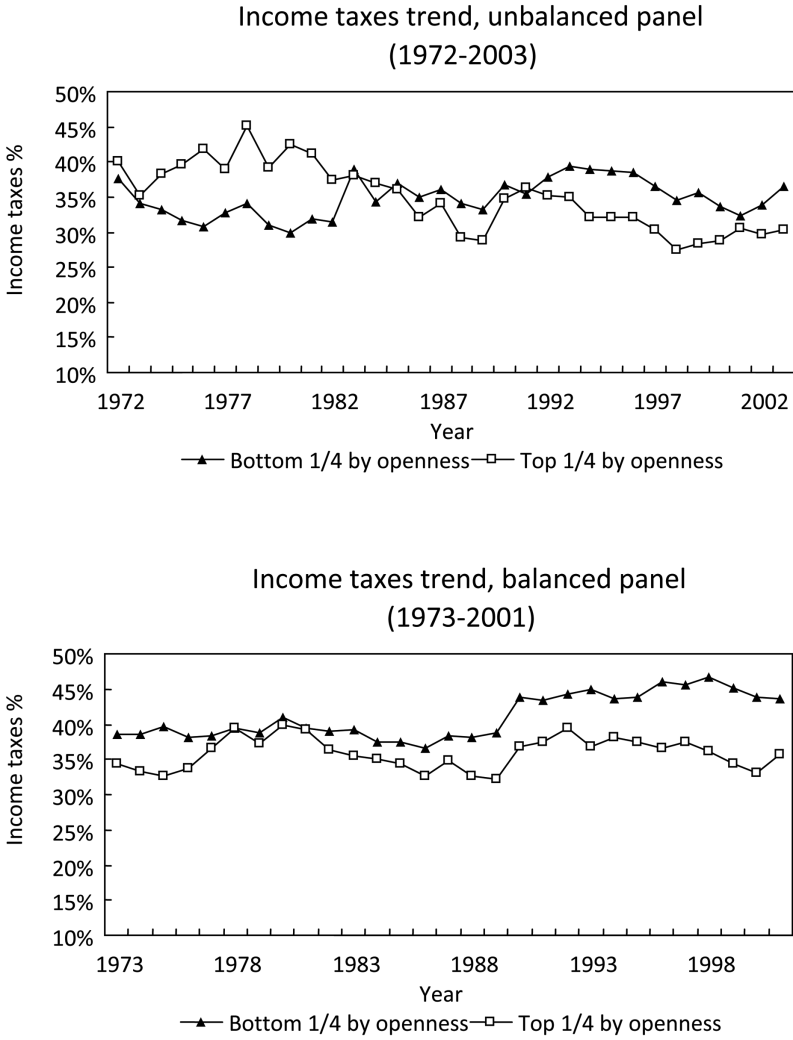 Income taxes trend, unbalanced panel
(1972-2003)
50%
45%
40%
35%
30%
25%
20%
15%
10%
Income taxes %
1972 1977 1982 1987 1992 1997 2002
Year
Bottom 1/4 by openness Top 1/4 by openness
Income taxes trend, balanced panel
(1973-2001)
50%
45%
40%
35%
30%
25%
20%
15%
10%
Income taxes %
1973 1978 1983 1988 1993 1998
Year
Bottom 1/4 by openness Top 1/4 by openness